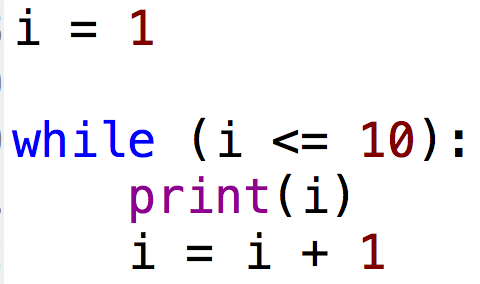 i = 1
while (i <= 10):
    print(i)
    i = i + 1